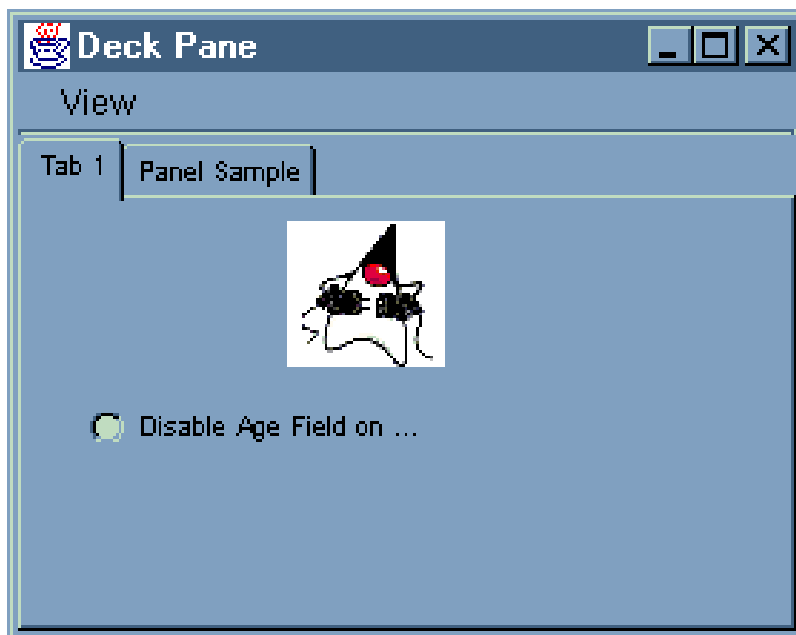 Deck Pane
View
Tab 1
Panel Sample
Disable Age Field on ...